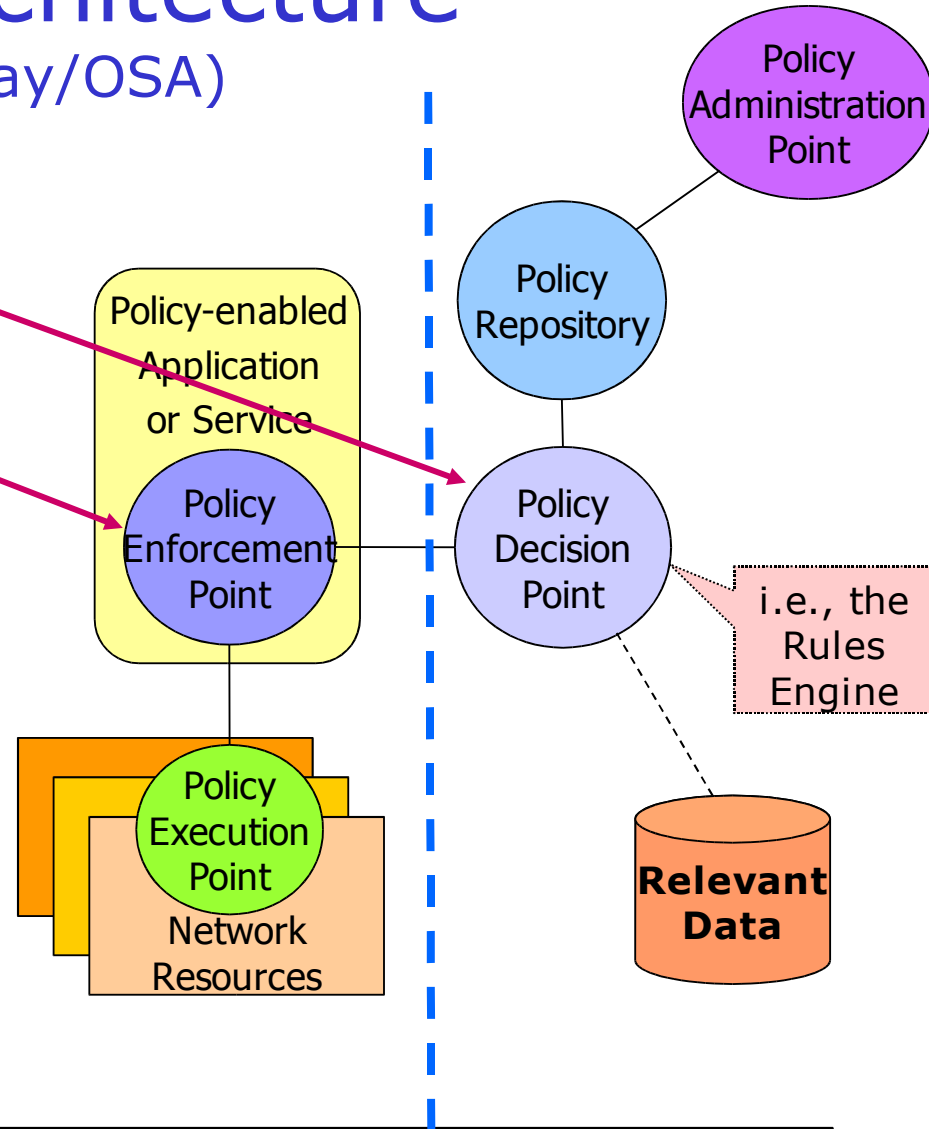 ay/OSA)
Policy
Administration
Point
Policy
Repository
Policy-enabled
Application
or Service
Policy
Enforcement
Point
Policy
Decision
Point
i.e., the
Rules
Engine
Policy
Execution
Point
Network
Resources
Relevant
Data